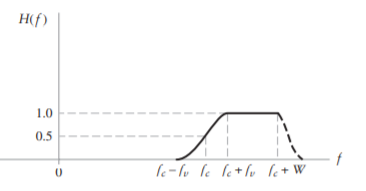 H(f)
1.0
0.5
0 f_c − f_v f_c f_c + f_v f_c + W f